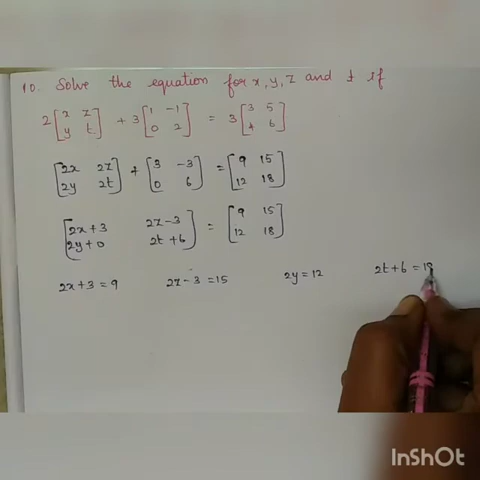 10. Solve the equation for x, y, z and t if
2[x z; y t] + 3[1 -1; 0 2] = 3[3 5; 4 6]
[2x 2z; 2y 2t] + [3 -3; 0 6] = [9 15; 12 18]
[2x+3 2z-3; 2y+0 2t+6] = [9 15; 12 18]
2x+3 = 9 2z-3 = 15 2y = 12 2t+6 = 18
InShOt